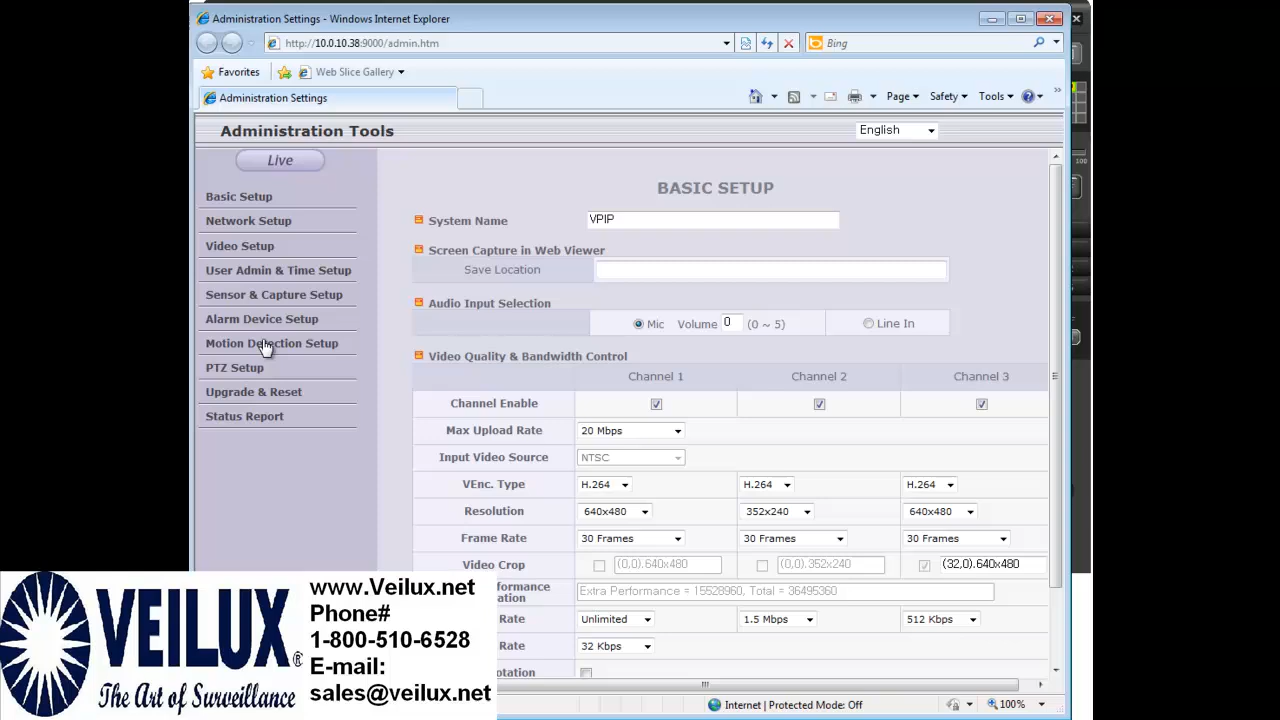 Administration Settings - Windows Internet Explorer
http://10.0.10.38:9000/admin.htm
Bing
Favorites
Web Slice Gallery
Administration Settings
Page
Safety
Tools
Administration Tools
English
Live
Basic Setup
Network Setup
Video Setup
User Admin & Time Setup
Sensor & Capture Setup
Alarm Device Setup
Motion Detection Setup
PTZ Setup
Upgrade & Reset
Status Report
BASIC SETUP
System Name VPIP
Screen Capture in Web Viewer
Save Location
Audio Input Selection
Mic Volume 0 (0 ~ 5) Line In
Video Quality & Bandwidth Control
Channel 1 Channel 2 Channel 3
Channel Enable
Max Upload Rate 20 Mbps
Input Video Source NTSC
VEnc. Type H.264 H.264 H.264
Resolution 640x480 352x240 640x480
Frame Rate 30 Frames 30 Frames 30 Frames
Video Crop (0,0).640x480 (0,0).352x240 (32,0).640x480
Extra Performance = 15528960, Total = 36495360
Rate Unlimited 1.5 Mbps 512 Kbps
Rate 32 Kbps
Internet | Protected Mode: Off
100%
100
VEILUX®
The Art of Surveillance
www.Veilux.net
Phone#
1-800-510-6528
E-mail:
sales@veilux.net